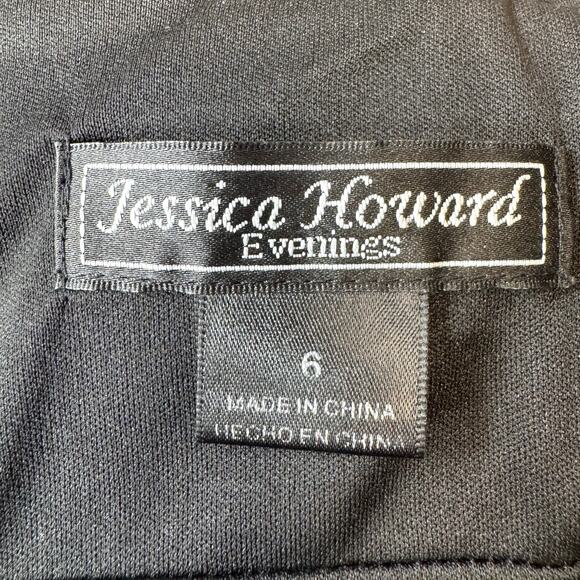 Jessica Howard
Evenings
6
MADE IN CHINA
HECHO EN CHINA